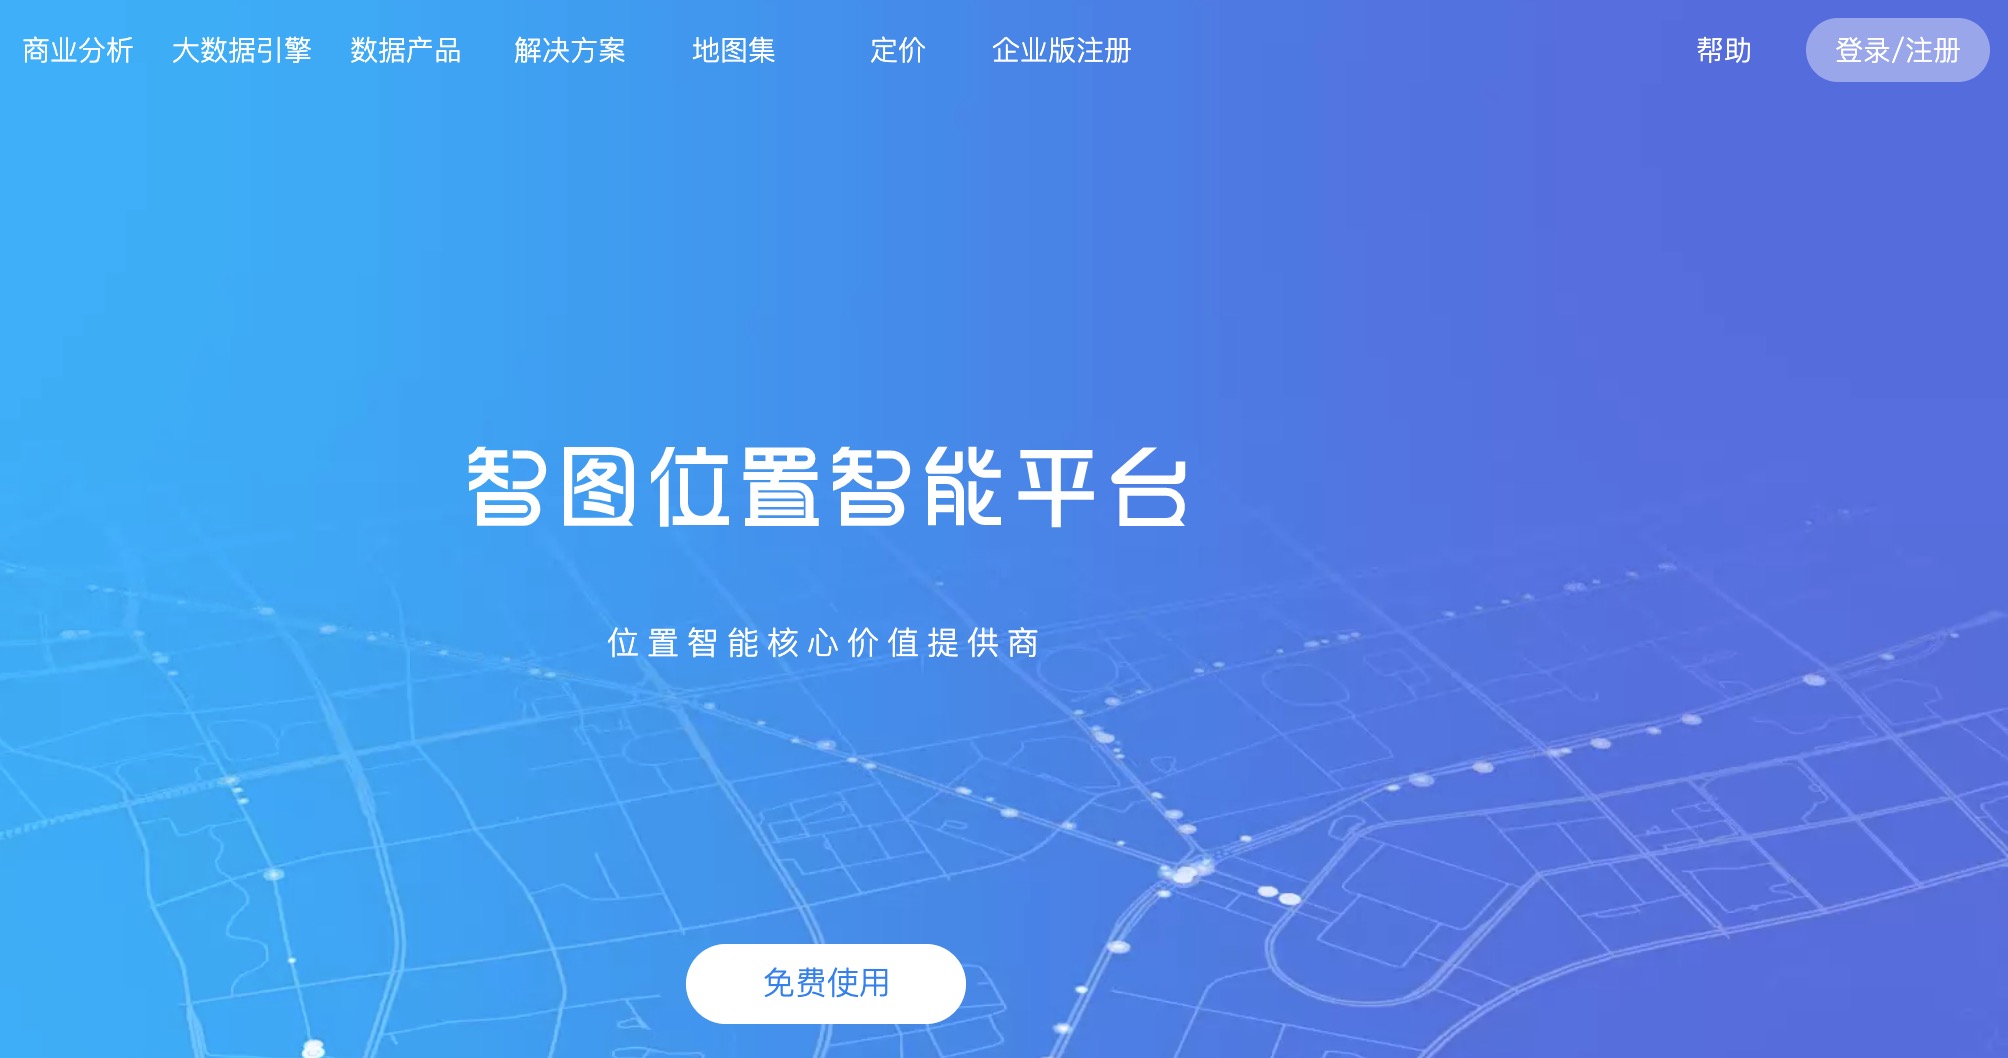 商业分析 大数据引擎 数据产品 解决方案 地图集 定价 企业版注册 帮助 登录/注册
智图位置智能平台
位置智能核心价值提供商
免费使用